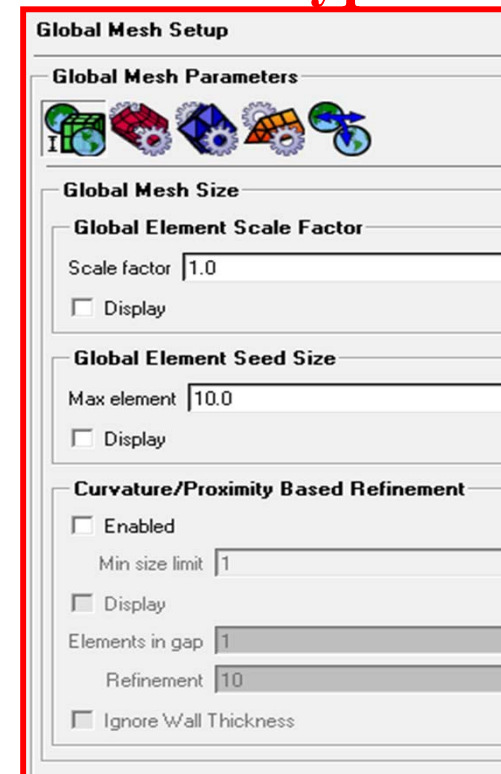 Global Mesh Setup
Global Mesh Parameters
Global Mesh Size
Global Element Scale Factor
Scale factor 1.0
Display
Global Element Seed Size
Max element 10.0
Display
Curvature/Proximity Based Refinement
Enabled
Min size limit 1
Display
Elements in gap 1
Refinement 10
Ignore Wall Thickness